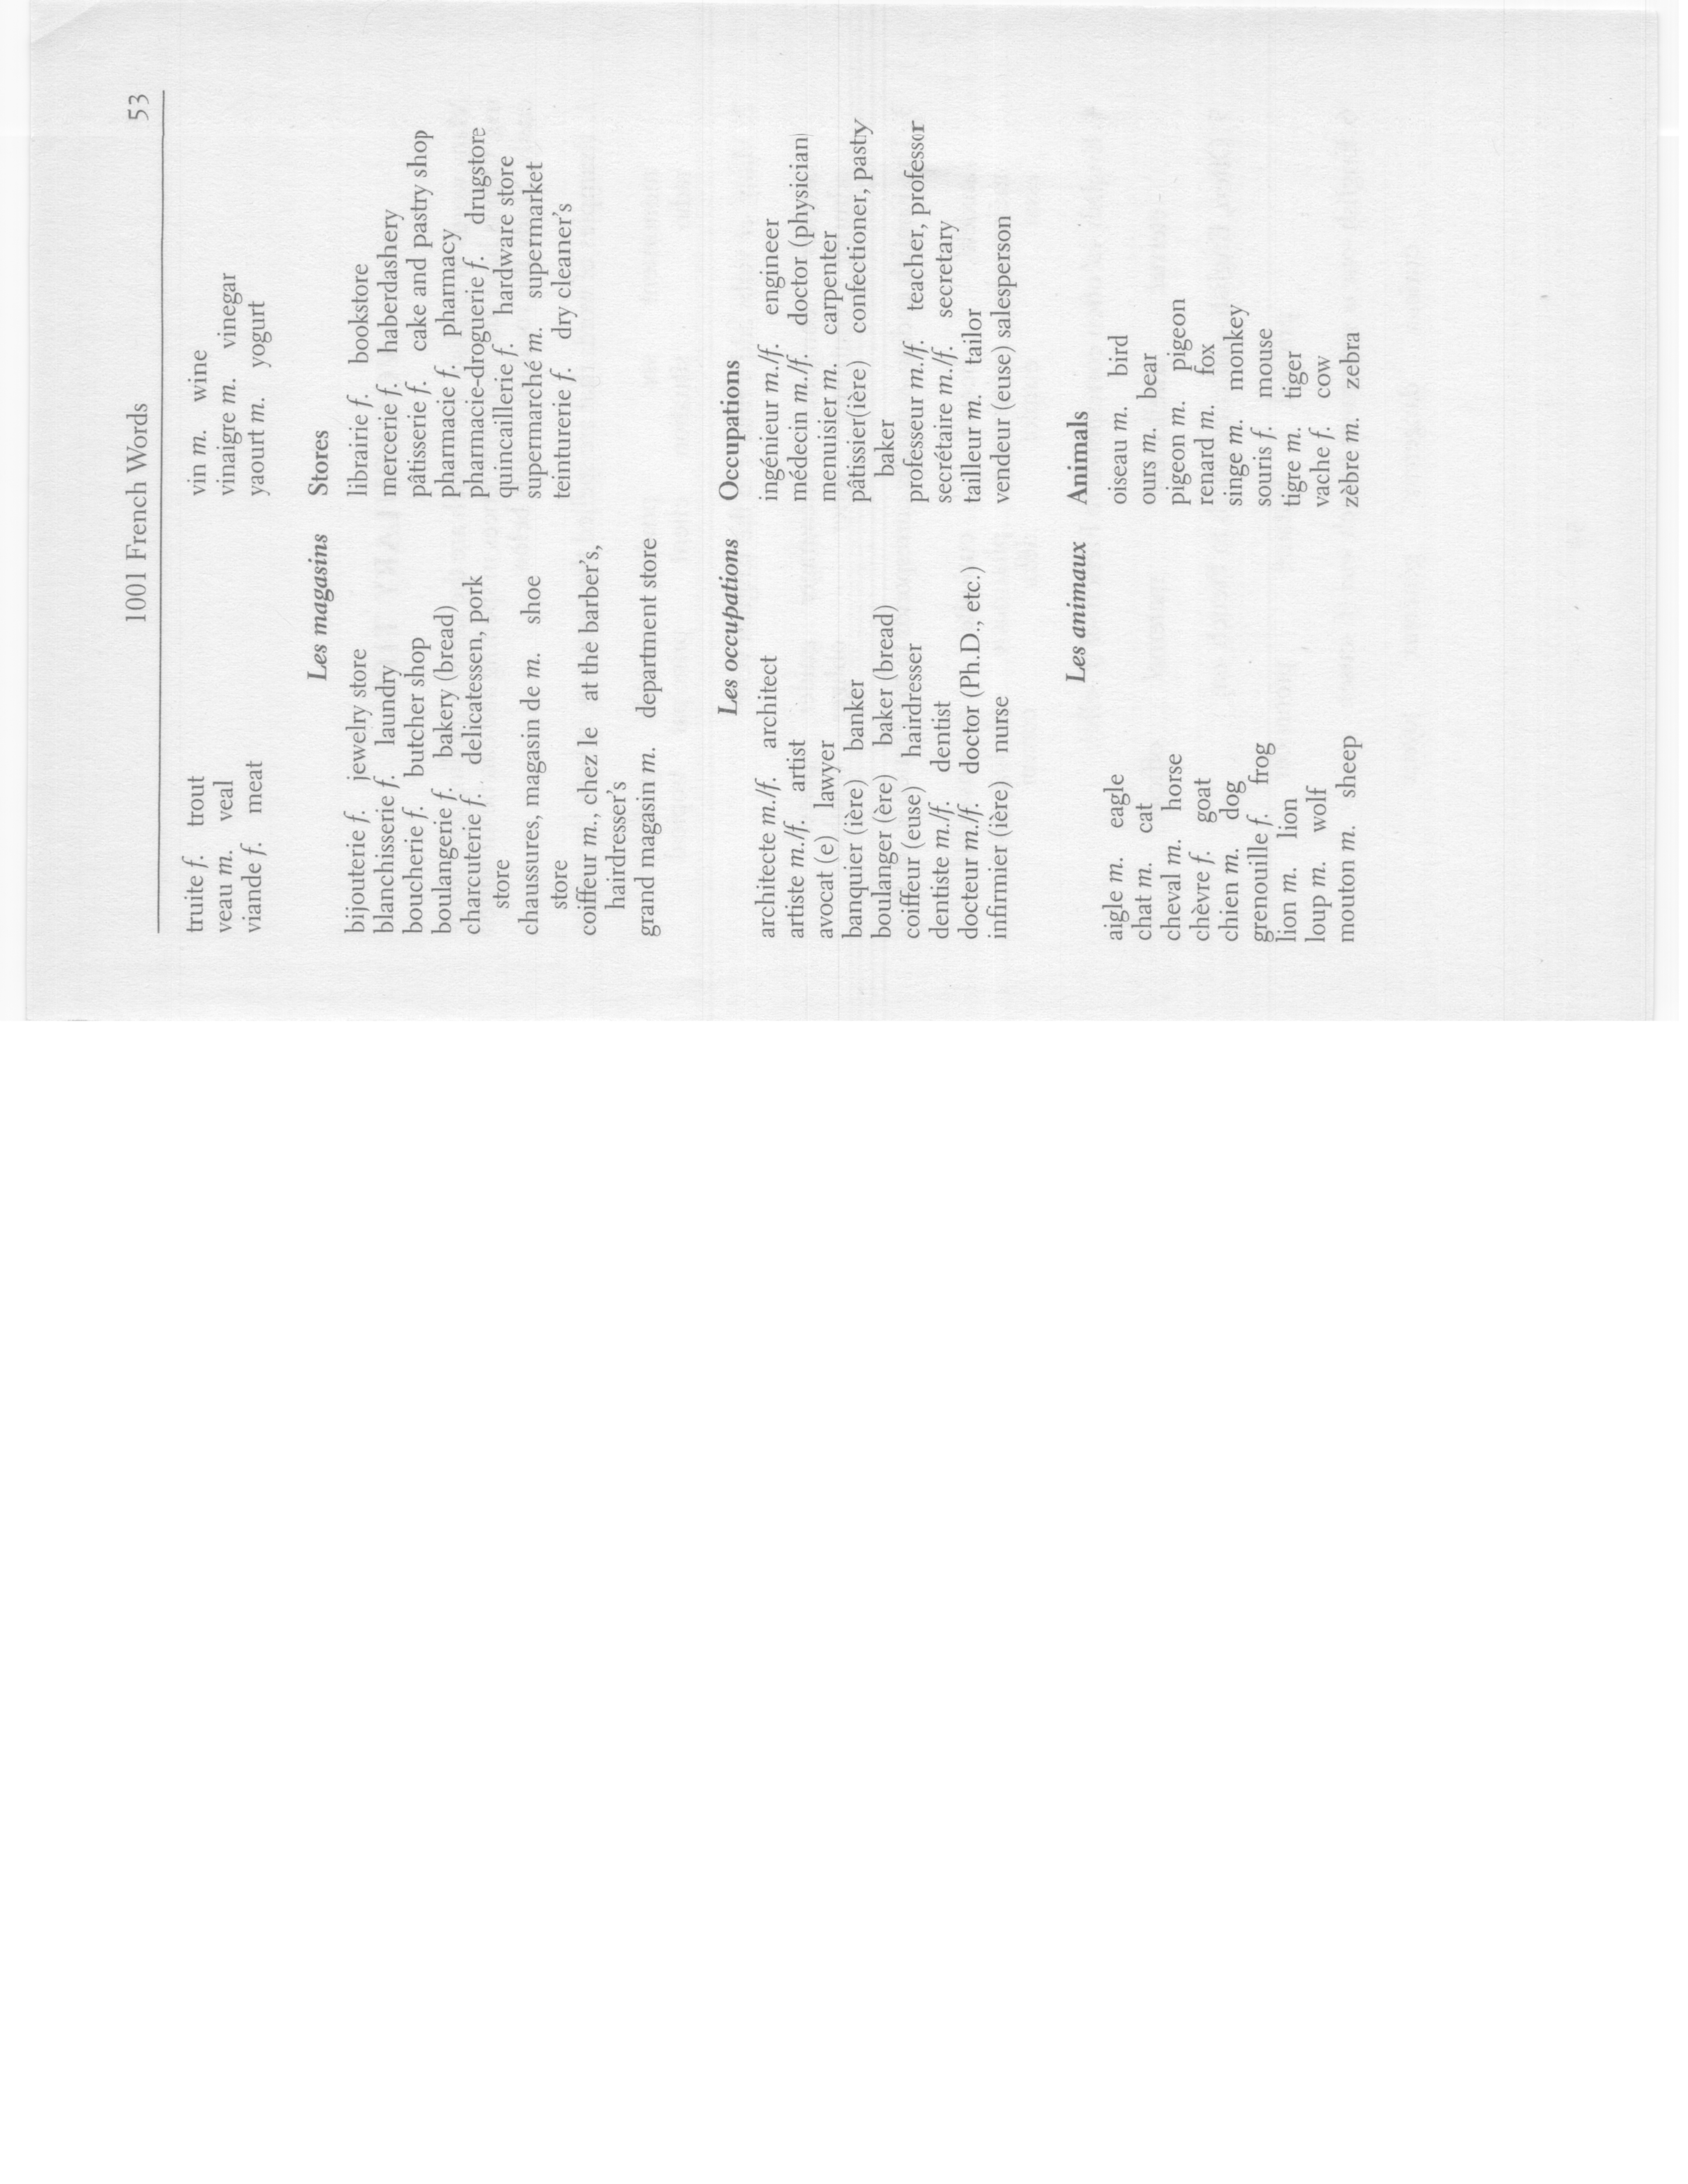 1001 French Words 53
truite f. trout
veau m. veal
viande f. meat
vin m. wine
vinaigre m. vinegar
yaourt m. yogurt
Les magasins Stores
bijouterie f. jewelry store
blanchisserie f. laundry
boucherie f. butcher shop
boulangerie f. bakery (bread)
charcuterie f. delicatessen, pork
store
chaussures, magasin de m. shoe
store
coiffeur m., chez le at the barber's,
hairdresser's
grand magasin m. department store
librairie f. bookstore
mercerie f. haberdashery
pâtisserie f. cake and pastry shop
pharmacie f. pharmacy
pharmacie-droguerie f. drugstore
quincaillerie f. hardware store
supermarché m. supermarket
teinturerie f. dry cleaner's
Les occupations Occupations
architecte m./f. architect
artiste m./f. artist
avocat (e) lawyer
banquier (ière) banker
boulanger (ère) baker (bread)
coiffeur (euse) hairdresser
dentiste m./f. dentist
docteur m./f. doctor (Ph.D., etc.)
infirmier (ière) nurse
ingénieur m./f. engineer
médecin m./f. doctor (physician)
menuisier m. carpenter
pâtissier(ière) confectioner, pastry
baker
professeur m./f. teacher, professor
secrétaire m./f. secretary
tailleur m. tailor
vendeur (euse) salesperson
Les animaux Animals
aigle m. eagle
chat m. cat
cheval m. horse
chèvre f. goat
chien m. dog
grenouille f. frog
lion m. lion
loup m. wolf
mouton m. sheep
oiseau m. bird
ours m. bear
pigeon m. pigeon
renard m. fox
singe m. monkey
souris f. mouse
tigre m. tiger
vache f. cow
zèbre m. zebra